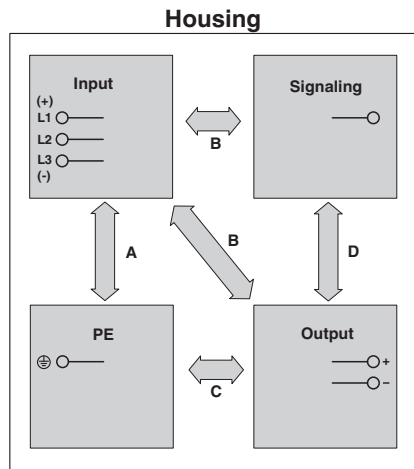 Housing
Input
Signaling
(+)
L1
L2
L3
(-)
B
A
B
D
PE
Output
+
−
C